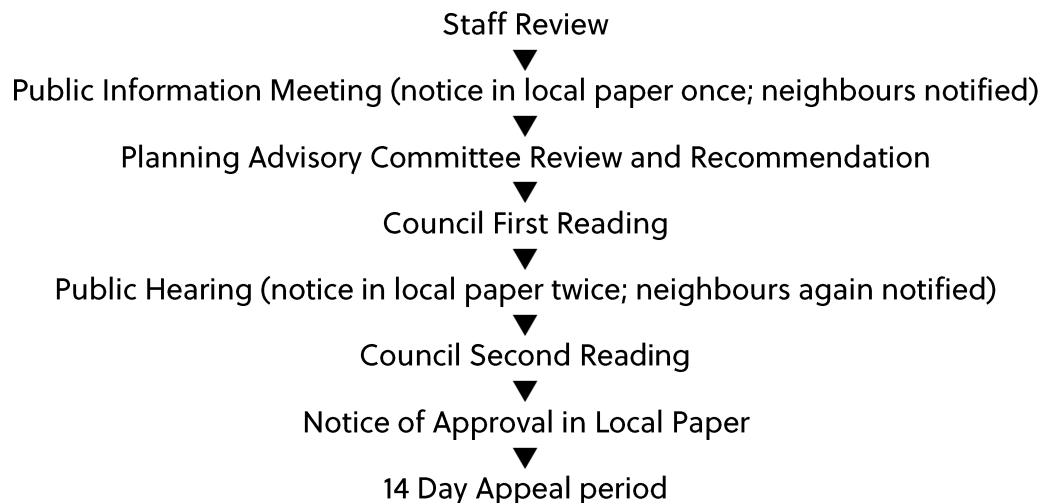 Staff Review
Public Information Meeting (notice in local paper once; neighbours notified)
Planning Advisory Committee Review and Recommendation
Council First Reading
Public Hearing (notice in local paper twice; neighbours again notified)
Council Second Reading
Notice of Approval in Local Paper
14 Day Appeal period